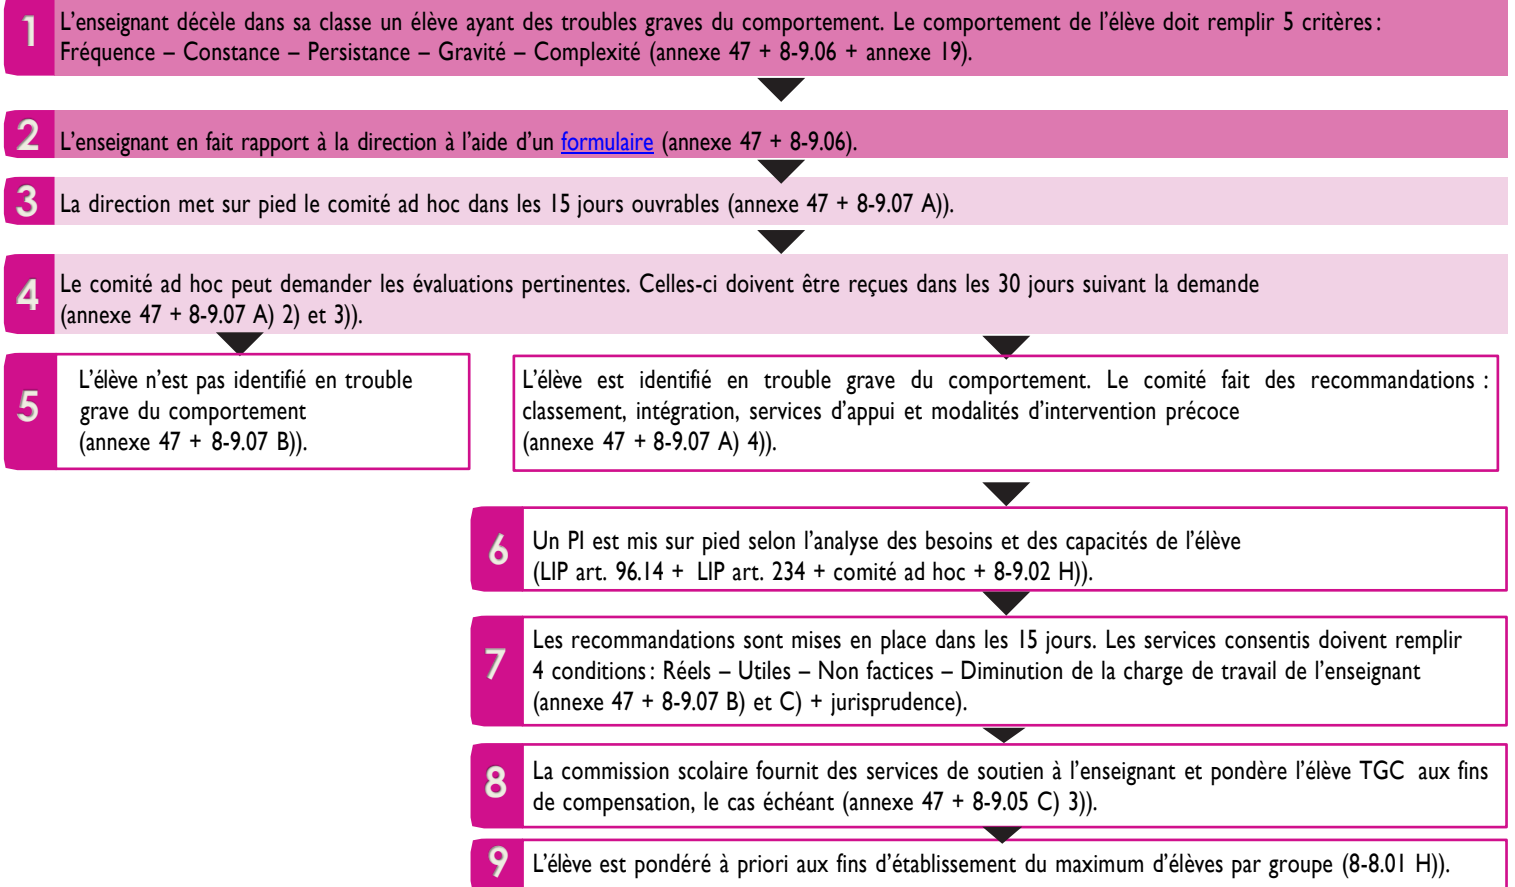 1
L'enseignant décèle dans sa classe un élève ayant des troubles graves du comportement. Le comportement de l'élève doit remplir 5 critères :
Fréquence – Constance – Persistance – Gravité – Complexité (annexe 47 + 8-9.06 + annexe 19).
2
L'enseignant en fait rapport à la direction à l'aide d'un formulaire (annexe 47 + 8-9.06).
3
La direction met sur pied le comité ad hoc dans les 15 jours ouvrables (annexe 47 + 8-9.07 A)).
4
Le comité ad hoc peut demander les évaluations pertinentes. Celles-ci doivent être reçues dans les 30 jours suivant la demande
(annexe 47 + 8-9.07 A) 2) et 3)).
5
L'élève n'est pas identifié en trouble
grave du comportement
(annexe 47 + 8-9.07 B)).
L'élève est identifié en trouble grave du comportement. Le comité fait des recommandations :
classement, intégration, services d'appui et modalités d'intervention précoce
(annexe 47 + 8-9.07 A) 4)).
6
Un PI est mis sur pied selon l'analyse des besoins et des capacités de l'élève
(LIP art. 96.14 + LIP art. 234 + comité ad hoc + 8-9.02 H)).
7
Les recommandations sont mises en place dans les 15 jours. Les services consentis doivent remplir
4 conditions : Réels – Utiles – Non factices – Diminution de la charge de travail de l'enseignant
(annexe 47 + 8-9.07 B) et C) + jurisprudence).
8
La commission scolaire fournit des services de soutien à l'enseignant et pondère l'élève TGC aux fins
de compensation, le cas échéant (annexe 47 + 8-9.05 C) 3)).
9
L'élève est pondéré à priori aux fins d'établissement du maximum d'élèves par groupe (8-8.01 H)).